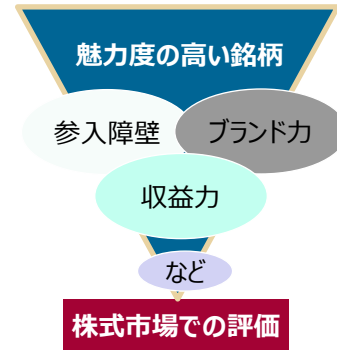 魅力度の高い銘柄
参入障壁
ブランド力
収益力
など
株式市場での評価